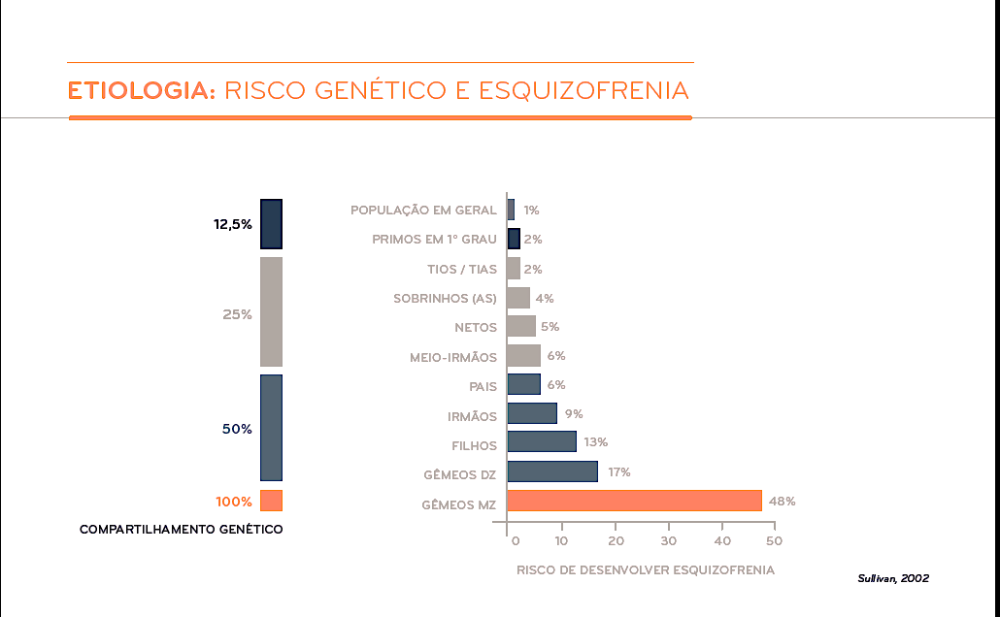 ETIOLOGIA: RISCO GENÉTICO E ESQUIZOFRENIA
12,5%
25%
50%
100%
COMPARTILHAMENTO GENÉTICO
POPULAÇÃO EM GERAL 1%
PRIMOS EM 1° GRAU 2%
TIOS / TIAS 2%
SOBRINHOS (AS) 4%
NETOS 5%
MEIO-IRMÃOS 6%
PAIS 6%
IRMÃOS 9%
FILHOS 13%
GÊMEOS DZ 17%
GÊMEOS MZ 48%
0 10 20 30 40 50
RISCO DE DESENVOLVER ESQUIZOFRENIA
Sullivan, 2002